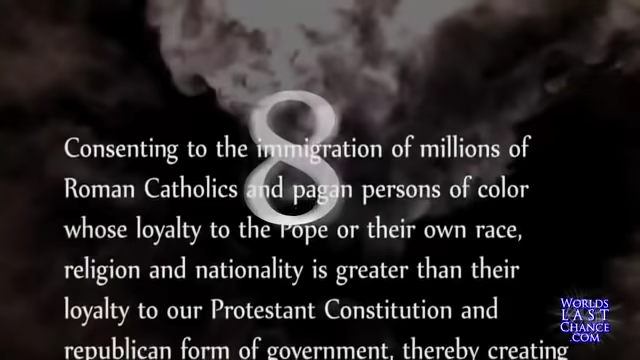 8
Consenting to the immigration of millions of
Roman Catholics and pagan persons of color
whose loyalty to the Pope or their own race,
religion and nationality is greater than their
loyalty to our Protestant Constitution and
republican form of government, thereby creating
WORLDS
LAST
CHANCE
.COM